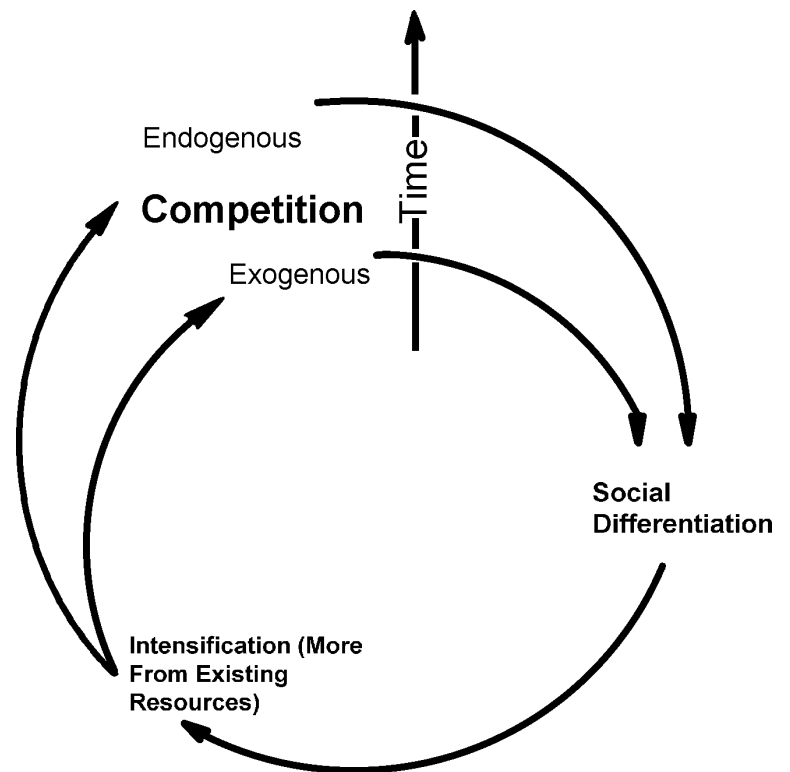 Endogenous
Time
Competition
Exogenous
Social
Differentiation
Intensification (More
From Existing
Resources)